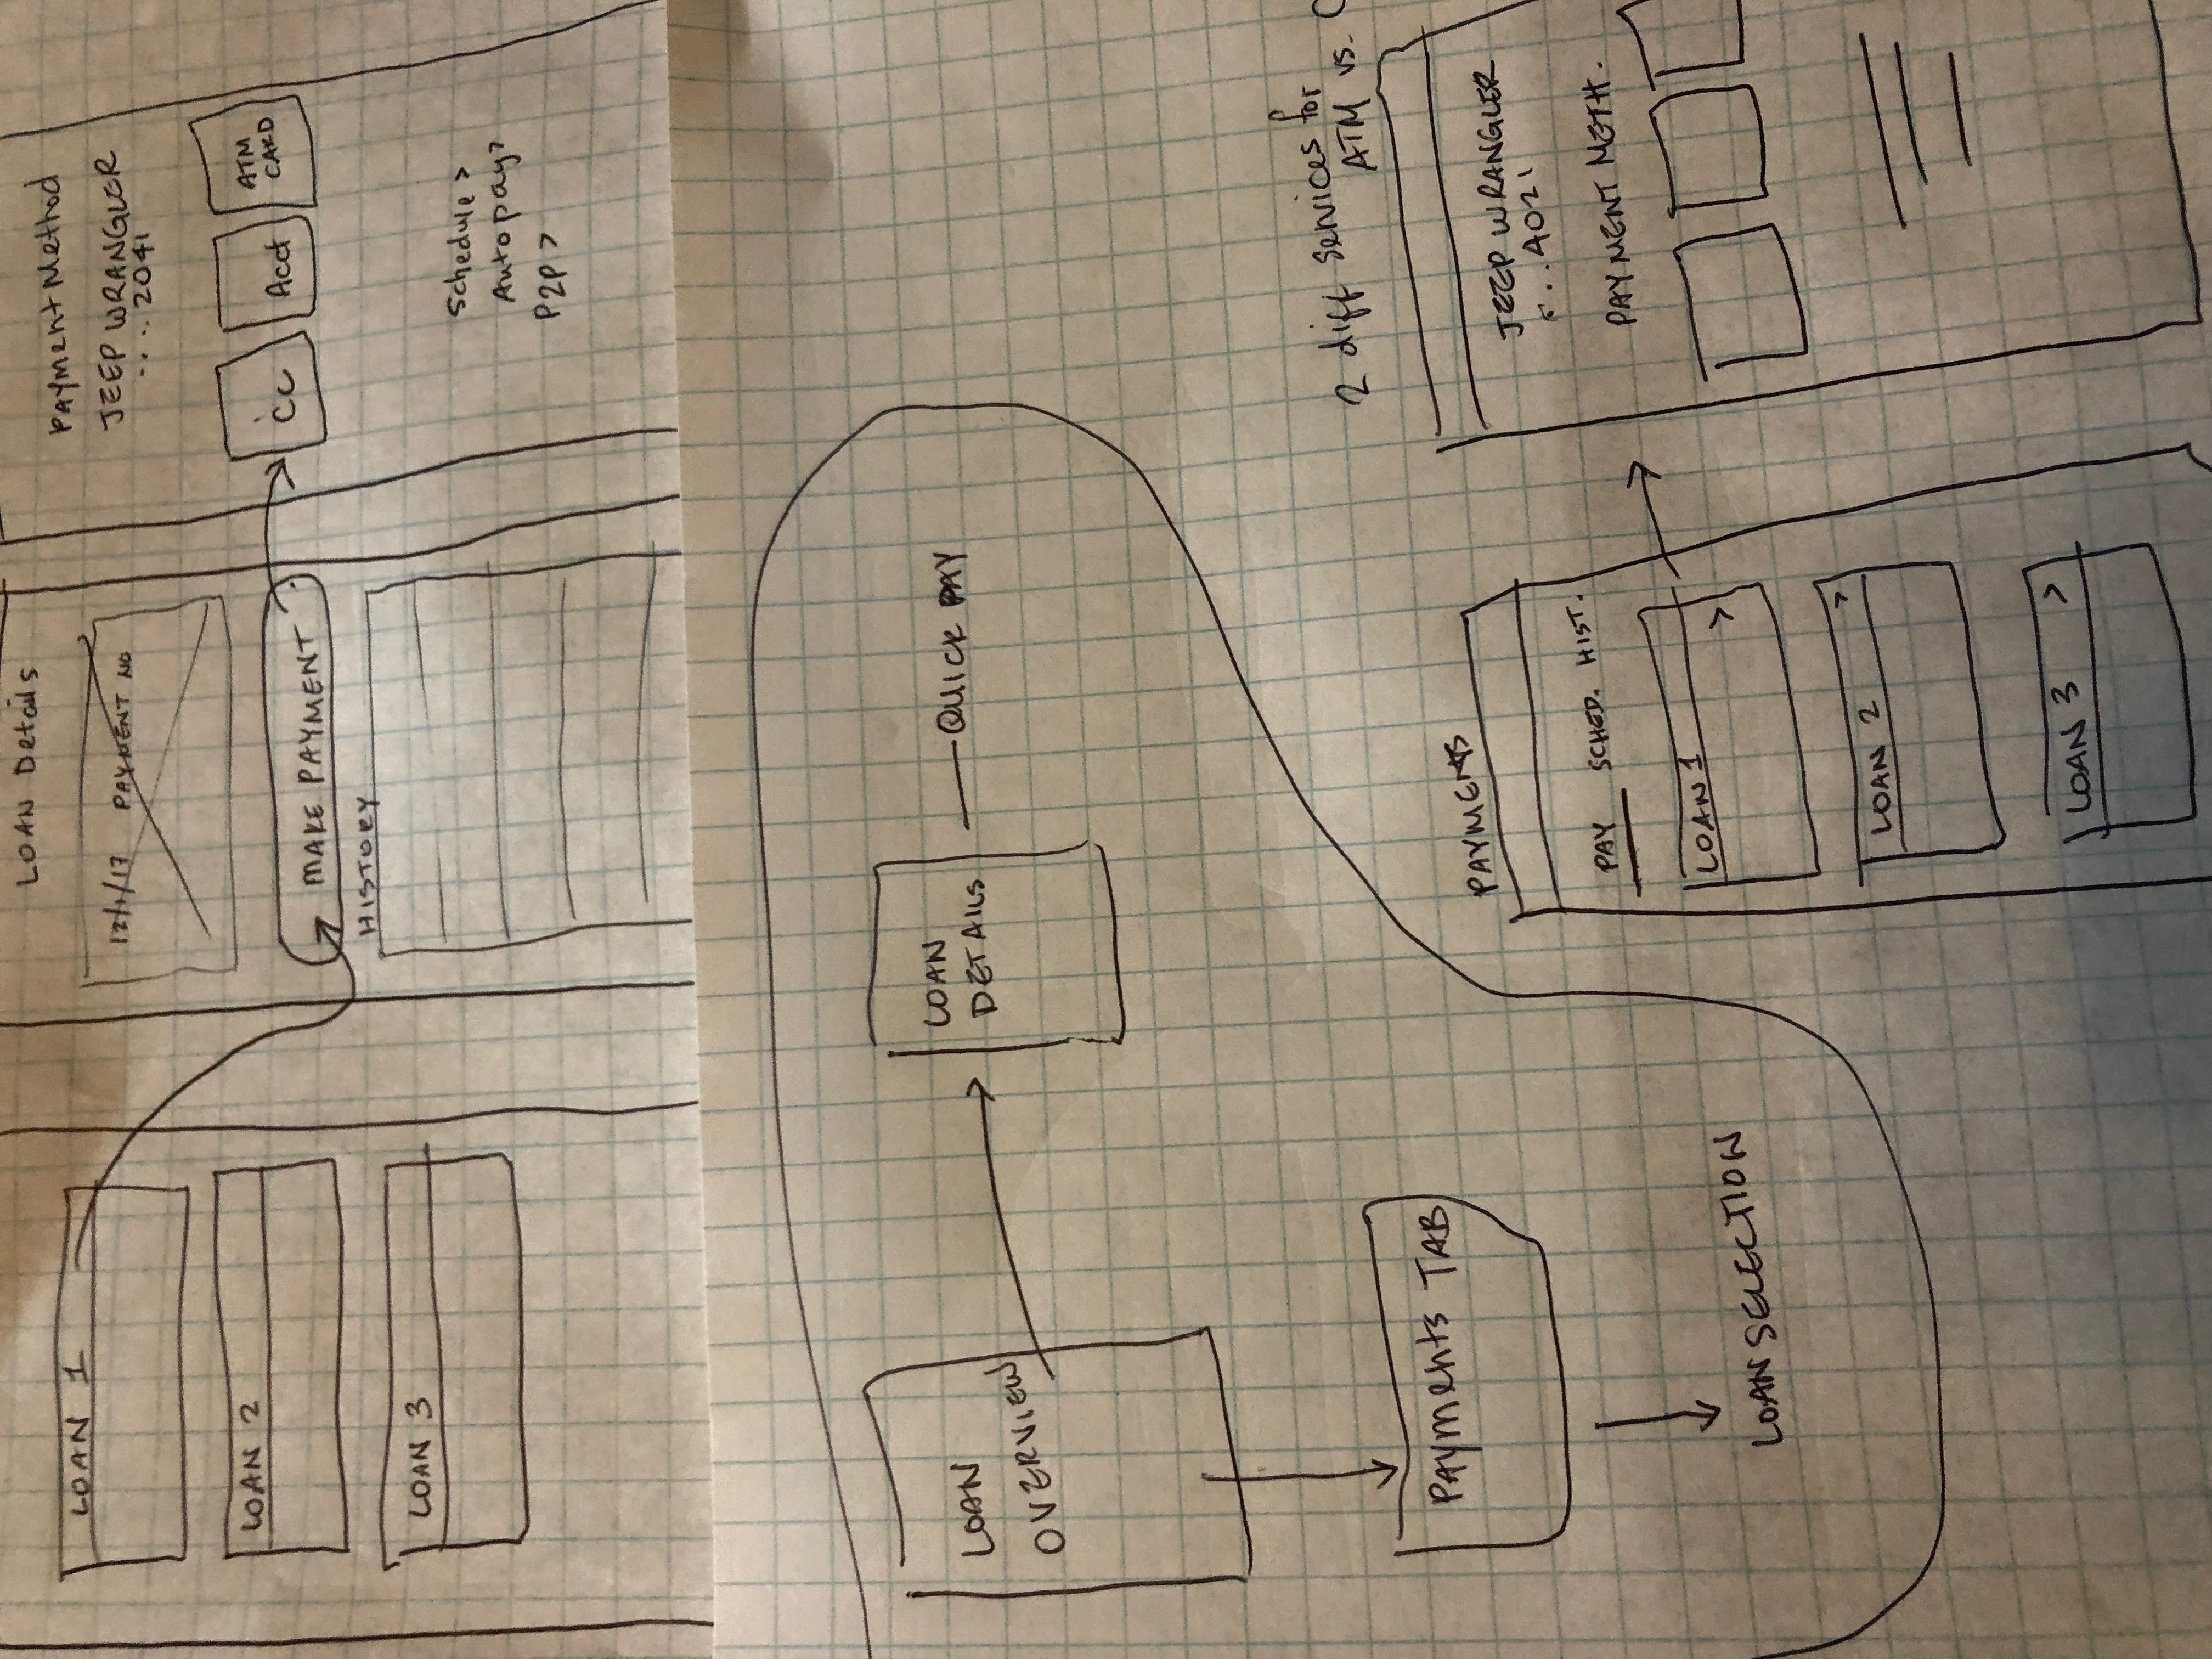 LOAN 1
LOAN 2
LOAN 3
LOAN Details
12/1/17 PAYMENT NO
MAKE PAYMENT
HISTORY
Payment Method
JEEP WRANGLER
....2041
CC
Acct
ATM
CARD
Schedule >
Autopay >
P2P >
LOAN
OVERVIEW
LOAN
DETAILS
QUICK PAY
PAYMENTS TAB
LOAN SELECTION
2 diff services for
ATM vs. C
PAYMENTS
PAY SCHED. HIST.
LOAN 1 >
LOAN 2 >
LOAN 3 >
JEEP WRANGLER
PAYMENT METH.